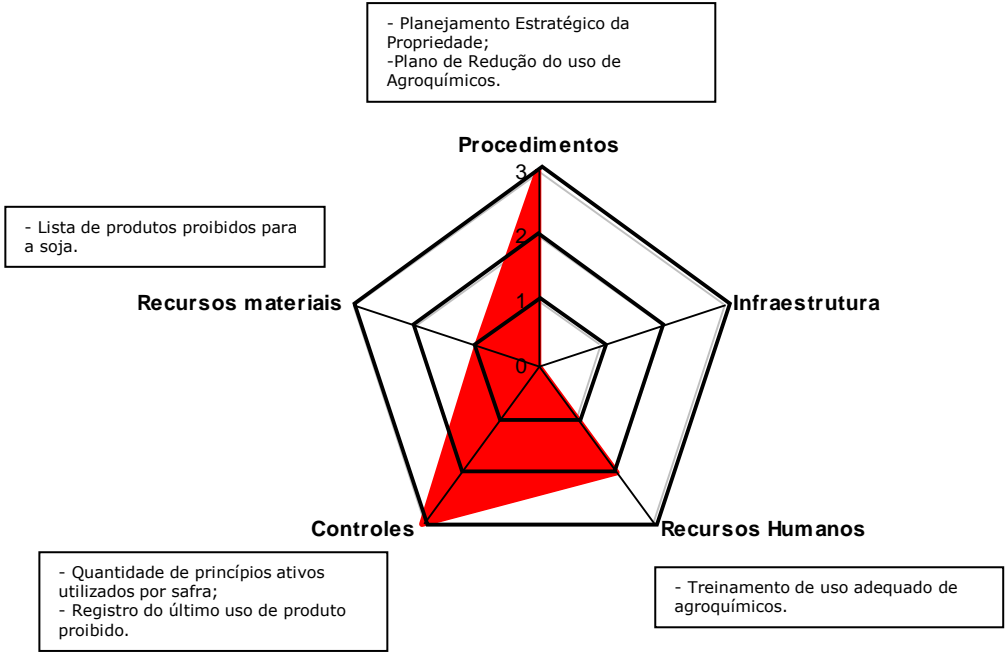 - Planejamento Estratégico da
Propriedade;
-Plano de Redução do uso de
Agroquímicos.
Procedimentos
3
- Lista de produtos proibidos para
a soja.
2
Recursos materiais
1
Infraestrutura
0
Controles
Recursos Humanos
- Quantidade de princípios ativos
utilizados por safra;
- Registro do último uso de produto
proibido.
- Treinamento de uso adequado de
agroquímicos.